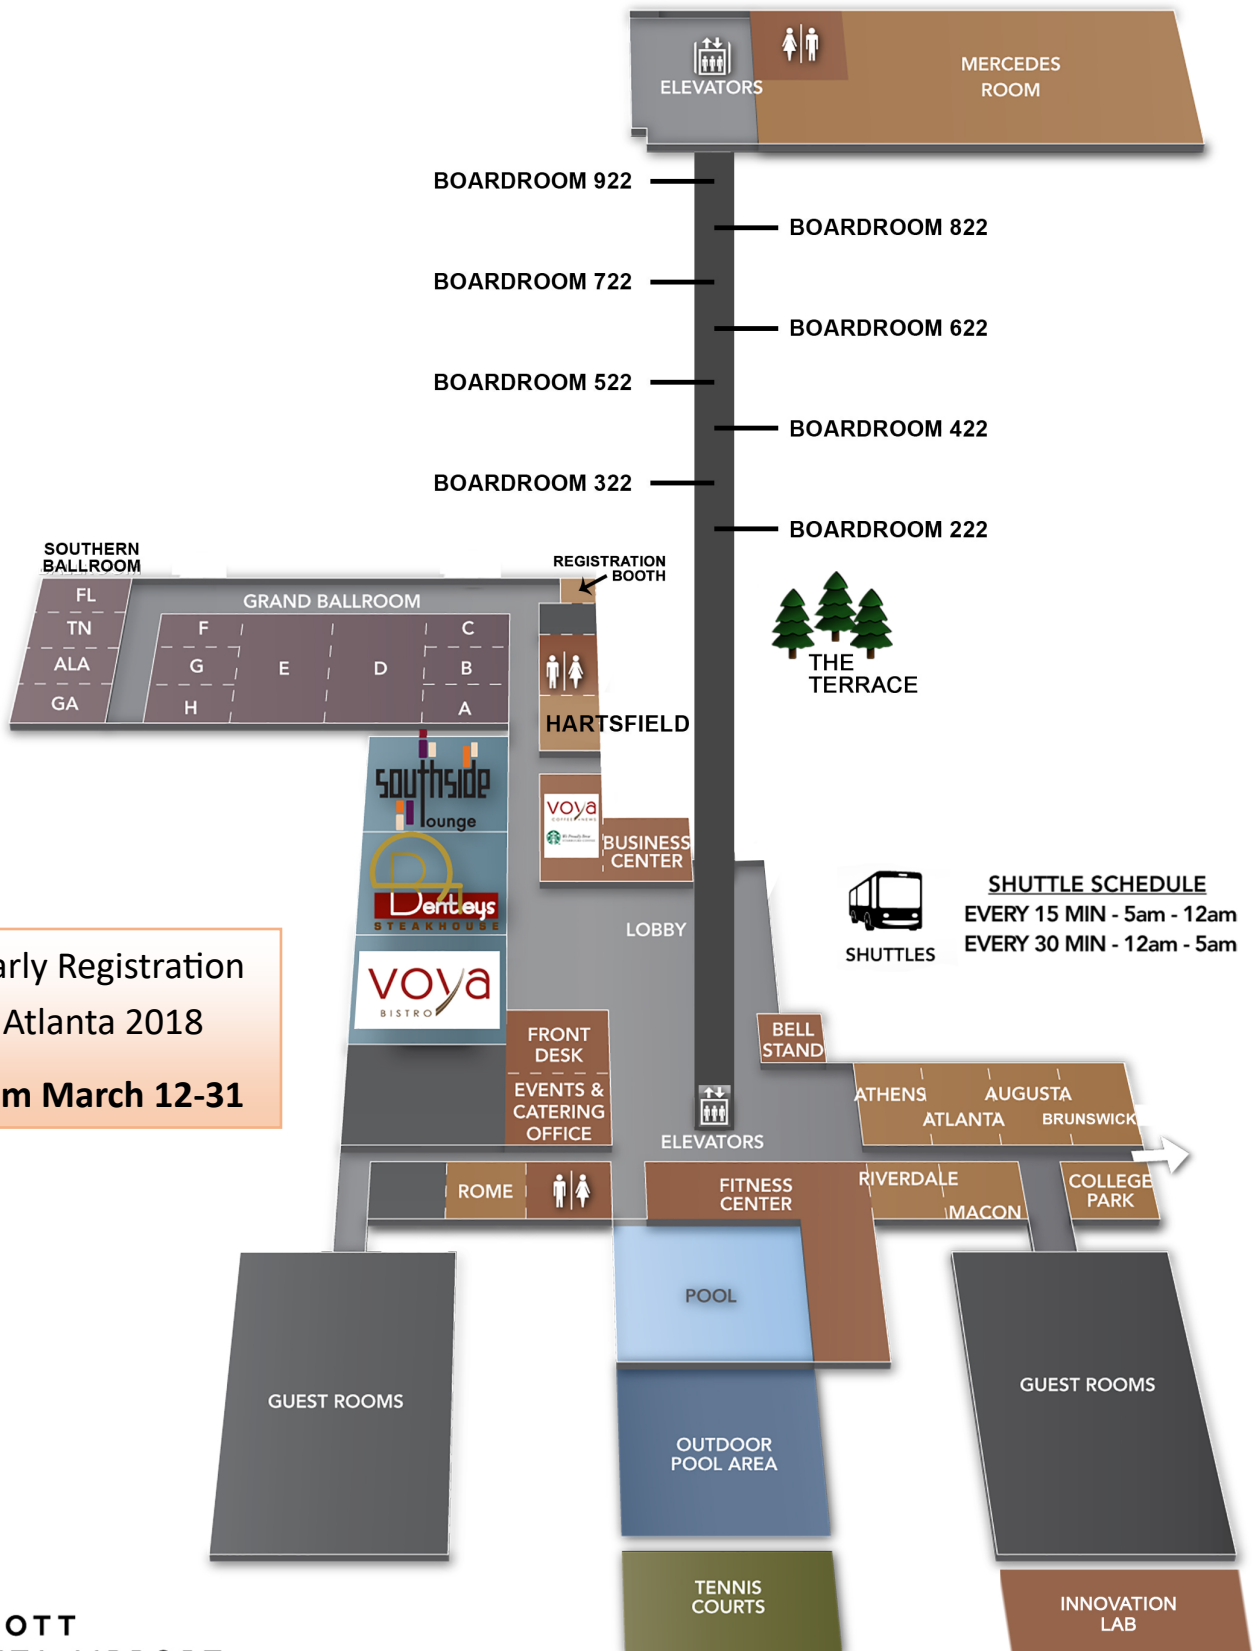 ELEVATORS
MERCEDES
ROOM
BOARDROOM 922
BOARDROOM 822
BOARDROOM 722
BOARDROOM 622
BOARDROOM 522
BOARDROOM 422
BOARDROOM 322
BOARDROOM 222
SOUTHERN
BALLROOM
FL
TN
ALA
GA
GRAND BALLROOM
F
G
H
E
D
C
B
A
REGISTRATION
BOOTH
HARTSFIELD
THE
TERRACE
southside
lounge
voya
COFFEE+NEWS
BUSINESS
CENTER
Bentleys
STEAKHOUSE
LOBBY
SHUTTLES
SHUTTLE SCHEDULE
EVERY 15 MIN - 5am - 12am
EVERY 30 MIN - 12am - 5am
arly Registration
Atlanta 2018
m March 12-31
voya
BISTRO
FRONT
DESK
EVENTS &
CATERING
OFFICE
BELL
STAND
ELEVATORS
ATHENS
ATLANTA
AUGUSTA
BRUNSWICK
ROME
FITNESS
CENTER
RIVERDALE
MACON
COLLEGE
PARK
POOL
GUEST ROOMS
GUEST ROOMS
OUTDOOR
POOL AREA
TENNIS
COURTS
INNOVATION
LAB
OTT